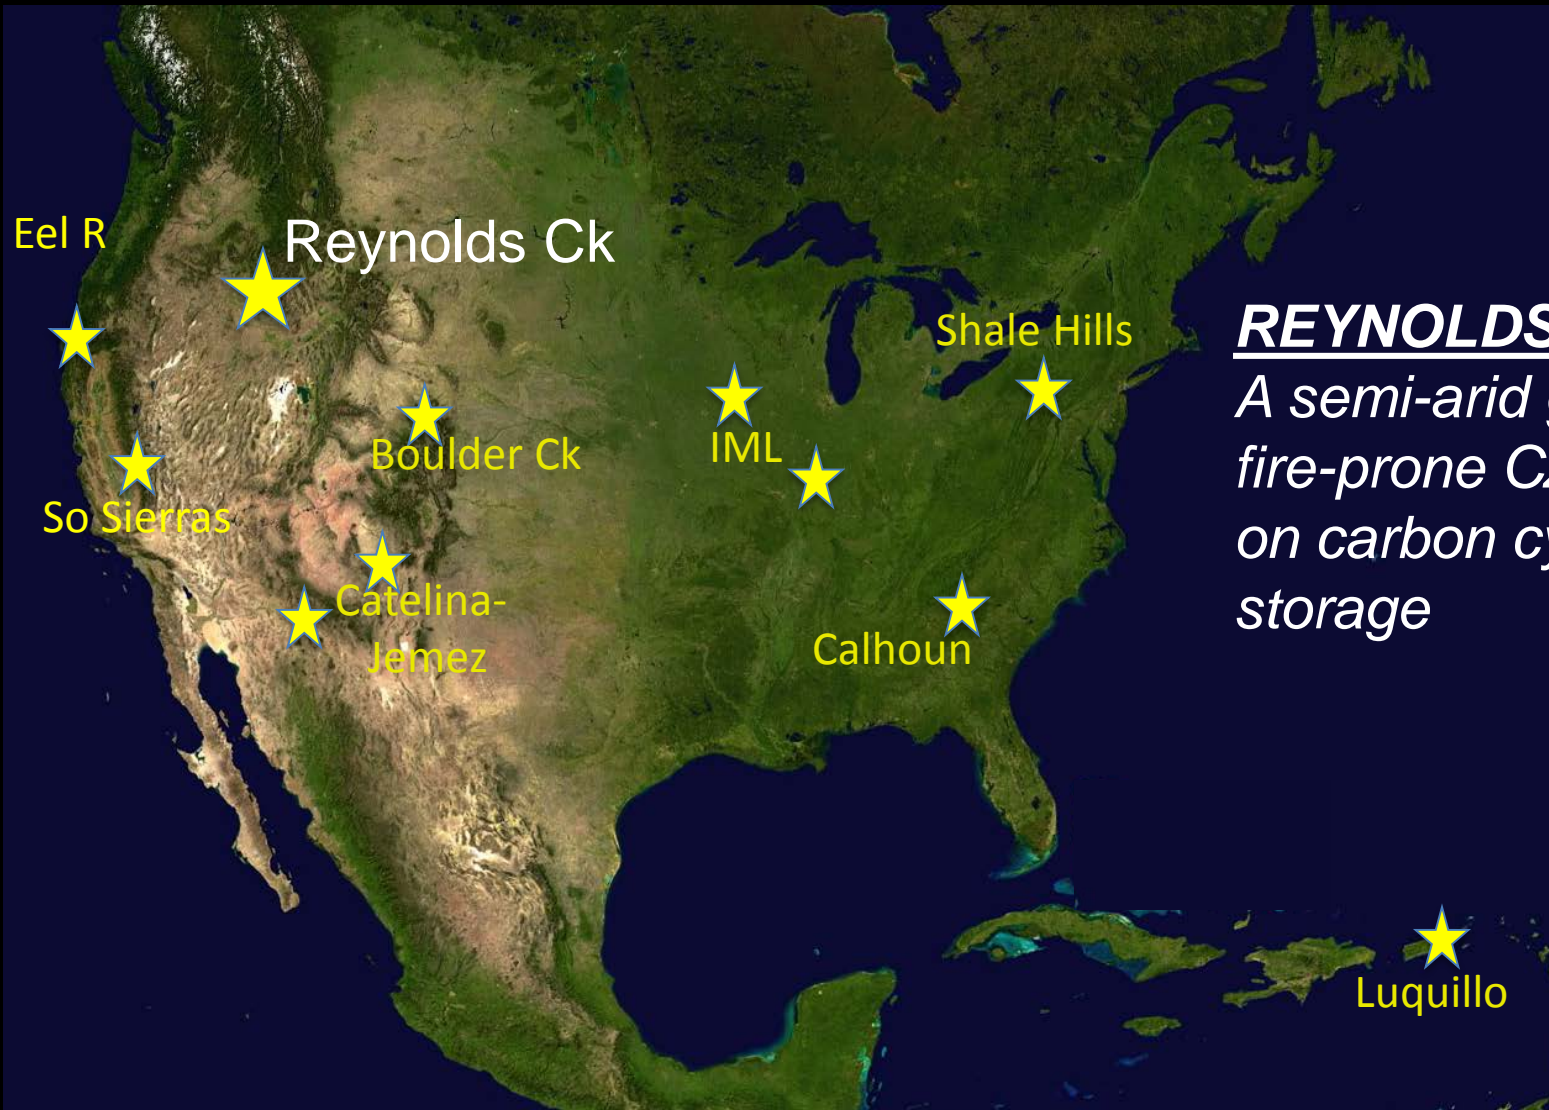 Eel R
Reynolds Ck
Shale Hills
Boulder Ck
IML
So Sierras
Catelina-
Jemez
Calhoun
Luquillo
REYNOLDS
A semi-arid
fire-prone
on carbon
storage